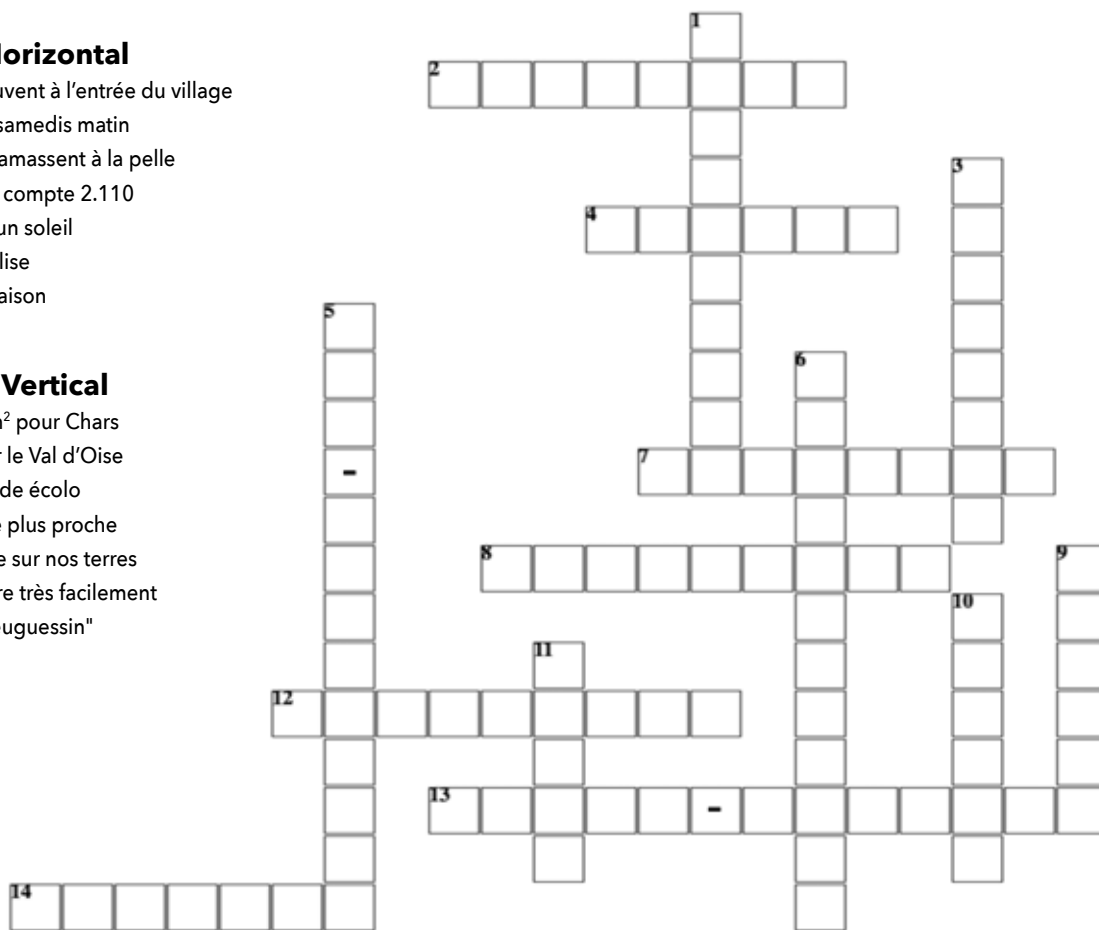 orizontal
uvent à l'entrée du village
samedis matin
amassent à la pelle
compte 2.110
un soleil
lise
aison
Vertical
n² pour Chars
r le Val d'Oise
de écolo
e plus proche
e sur nos terres
re très facilement
uguessin"
1
2
3
4
5
6
-
7
8
9
10
11
12
13
-
14